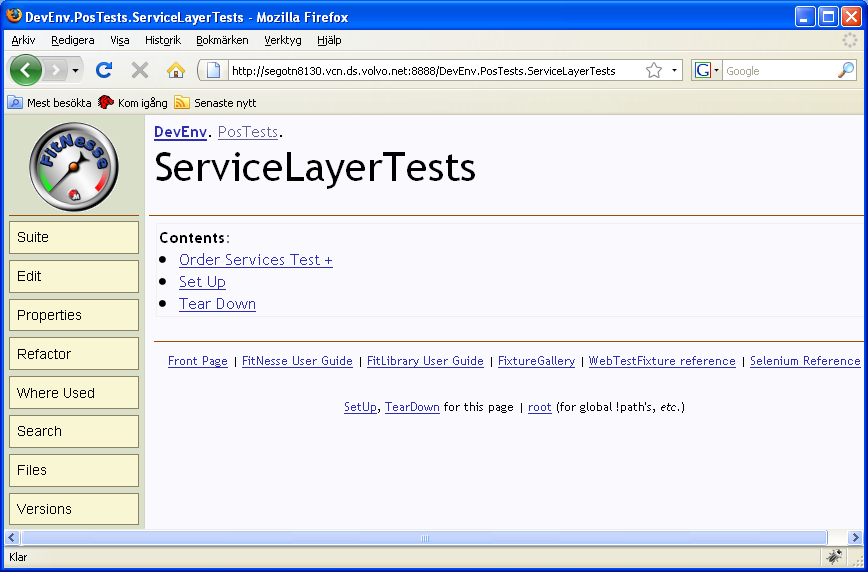 DevEnv.PosTests.ServiceLayerTests - Mozilla Firefox
Arkiv Redigera Visa Historik Bokmärken Verktyg Hjälp
http://segotn8130.vcn.ds.volvo.net:8888/DevEnv.PosTests.ServiceLayerTests
G Google
Mest besökta Kom igång Senaste nytt
FitNesse
DevEnv. PosTests.
ServiceLayerTests
Suite
Edit
Properties
Refactor
Where Used
Search
Files
Versions
Contents:
Order Services Test +
Set Up
Tear Down
Front Page | FitNesse User Guide | FitLibrary User Guide | FixtureGallery | WebTestFixture reference | Selenium Reference
SetUp, TearDown for this page | root (for global !path's, etc.)
Klar